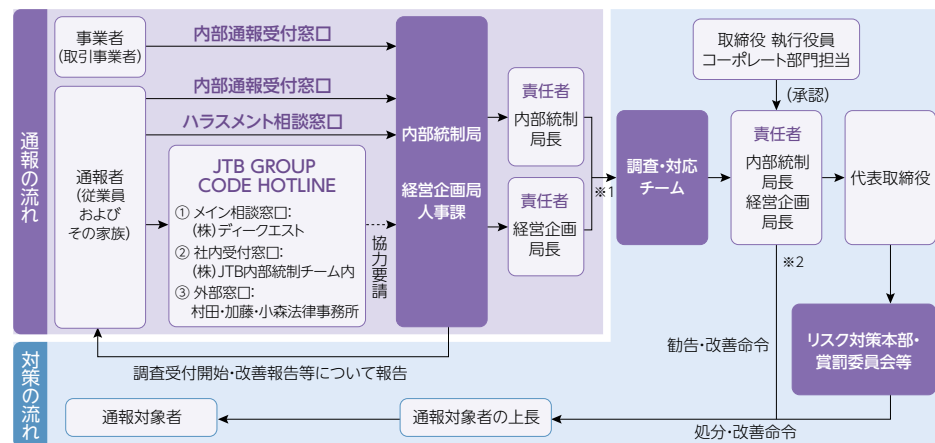 通報の流れ
事業者
(取引事業者)
内部通報受付窓口
通報者
(従業員
および
その家族)
内部通報受付窓口
ハラスメント相談窓口
JTB GROUP
CODE HOTLINE
① メイン相談窓口:
(株)ディークエスト
② 社内受付窓口:
(株)JTB内部統制チーム内
③ 外部窓口:
村田・加藤・小森法律事務所
協力要請
内部統制局
経営企画局
人事課
責任者
内部統制
局長
責任者
経営企画
局長
※1
調査・対応
チーム
取締役 執行役員
コーポレート部門担当
(承認)
責任者
内部統制
局長
経営企画
局長
※2
代表取締役
リスク対策本部・
賞罰委員会等
勧告・改善命令
調査受付開始・改善報告等について報告
対策の流れ
通報対象者
通報対象者の上長
処分・改善命令